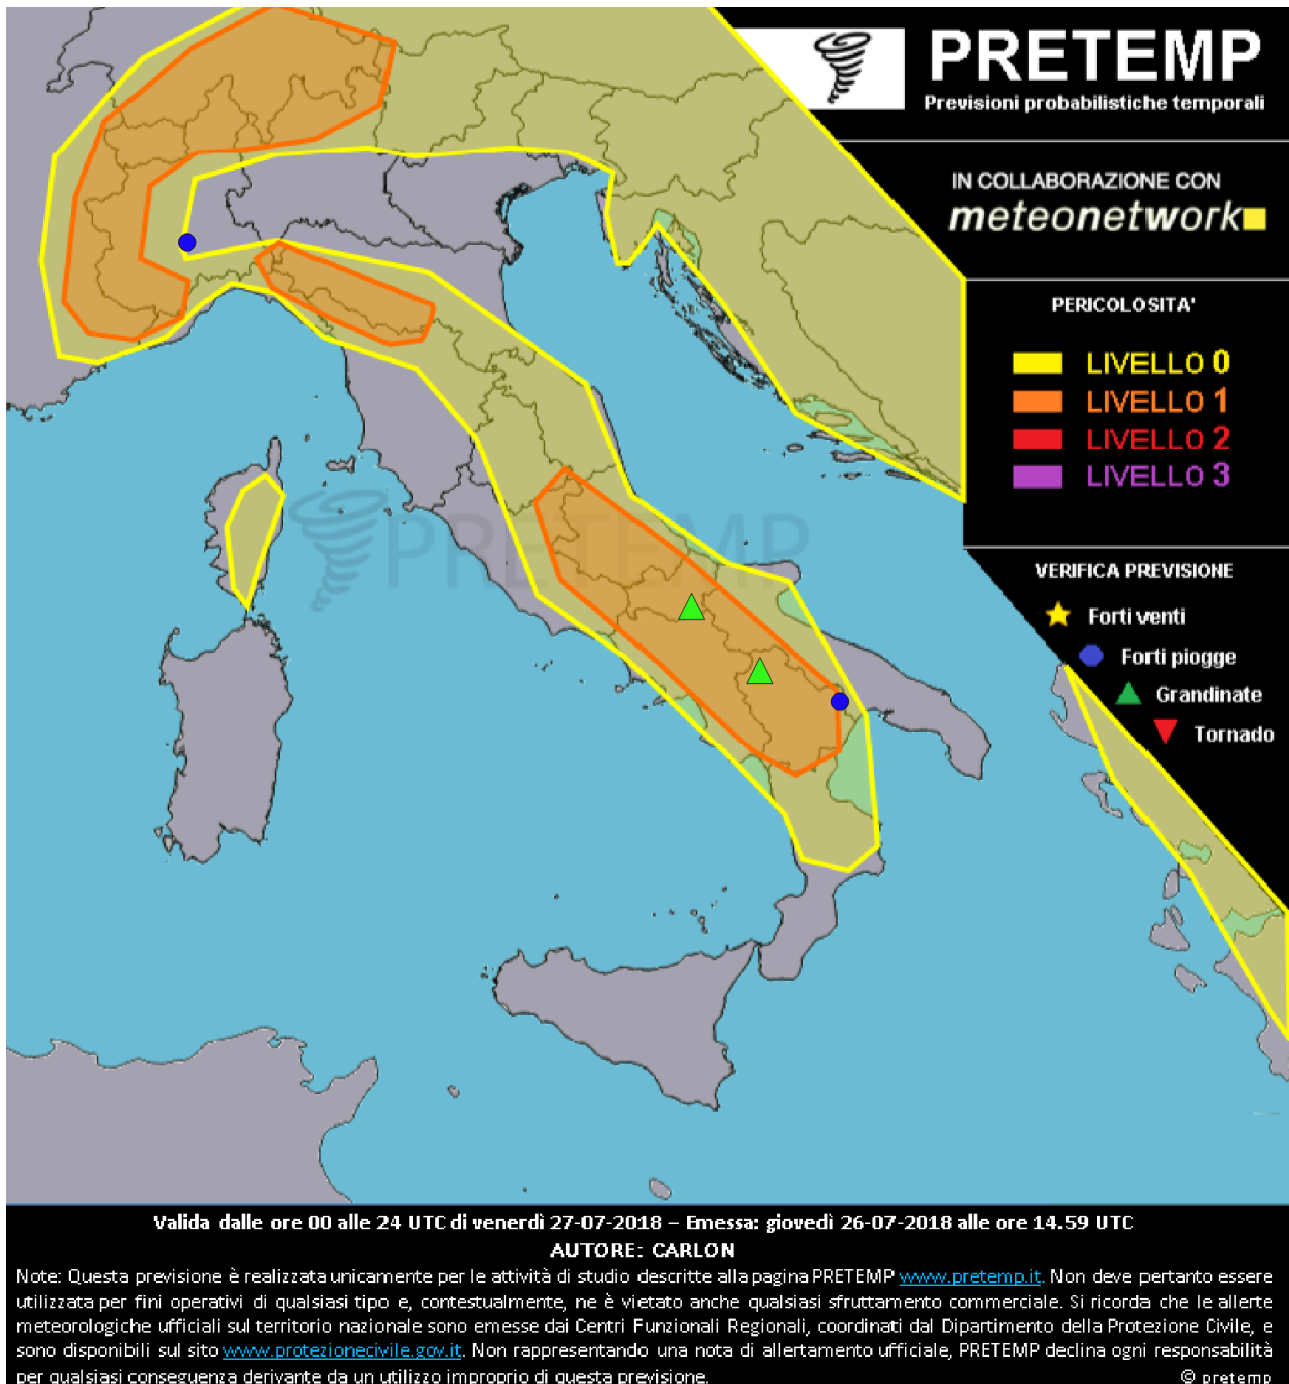 PRETEMP
Previsioni probabilistiche temporali
IN COLLABORAZIONE CON
meteonetwork
PERICOLOSITA'
LIVELLO 0
LIVELLO 1
LIVELLO 2
LIVELLO 3
PRETEMP
VERIFICA PREVISIONE
Forti venti
Forti piogge
Grandinate
Tornado
Valida dalle ore 00 alle 24 UTC di venerdì 27-07-2018 – Emessa: giovedì 26-07-2018 alle ore 14.59 UTC
AUTORE: CARLON
Note: Questa previsione è realizzata unicamente per le attività di studio descritte alla pagina PRETEMP www.pretemp.it. Non deve pertanto essere
utilizzata per fini operativi di qualsiasi tipo e, contestualmente, ne è vietato anche qualsiasi sfruttamento commerciale. Si ricorda che le allerte
meteorologiche ufficiali sul territorio nazionale sono emesse dai Centri Funzionali Regionali, coordinati dal Dipartimento della Protezione Civile, e
sono disponibili sul sito www.protezionecivile.gov.it. Non rappresentando una nota di allertamento ufficiale, PRETEMP declina ogni responsabilità
per qualsiasi conseguenza derivante da un utilizzo improprio di questa previsione.
© pretemp